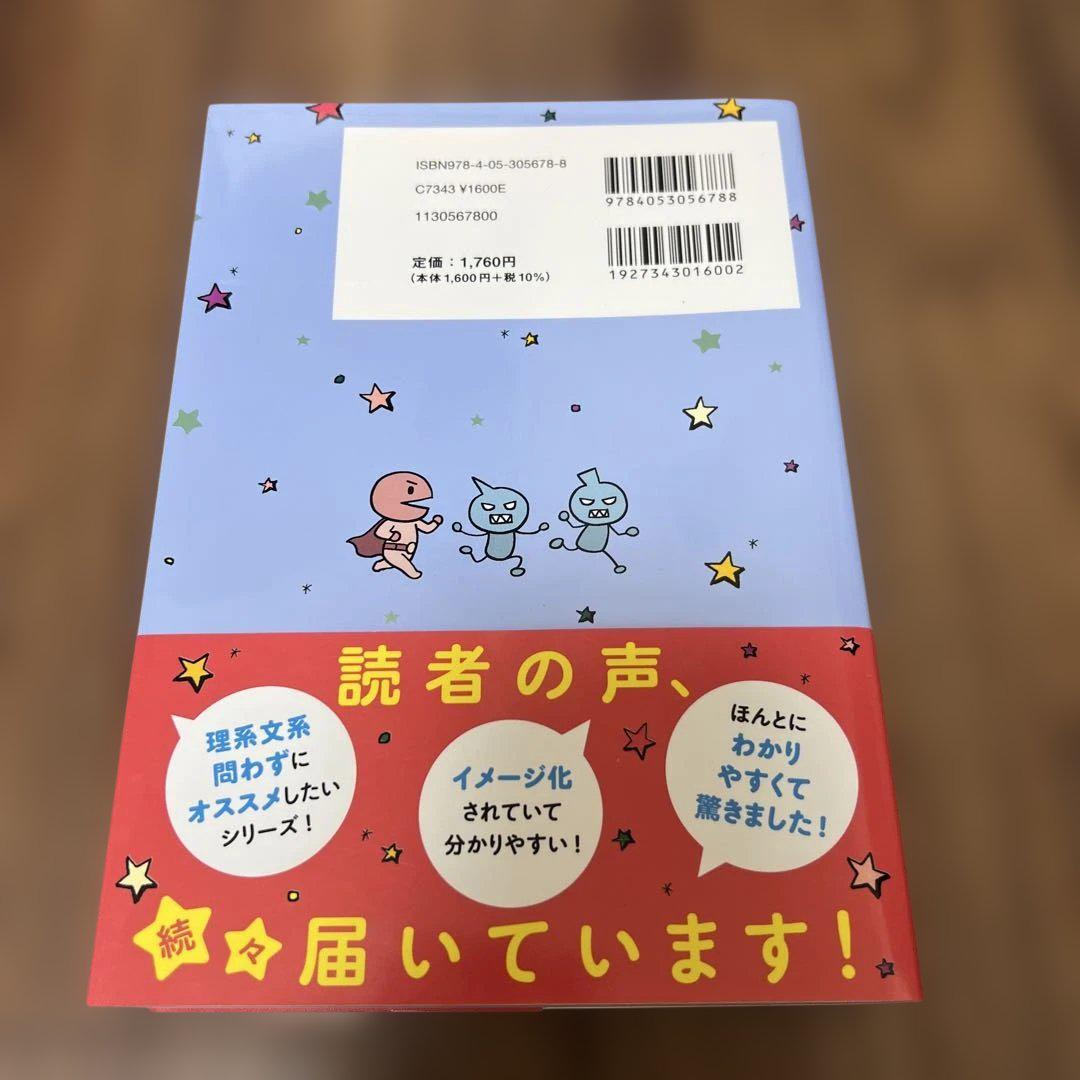 ISBN978-4-05-305678-8
C7343 ¥1600E
1130567800
定価：1,760円
（本体1,600円＋税10%）
9784053056788
1927343016002
読者の声、
理系文系
問わずに
オススメしたい
シリーズ！
イメージ化
されていて
分かりやすい！
ほんとに
わかり
やすくて
驚きました！
続々届いています！